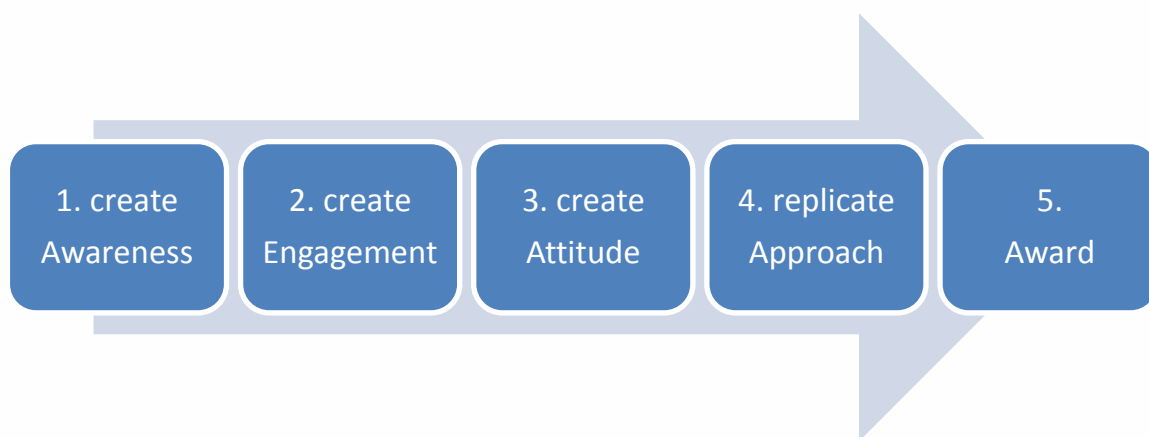 1. create
Awareness
2. create
Engagement
3. create
Attitude
4. replicate
Approach
5.
Award